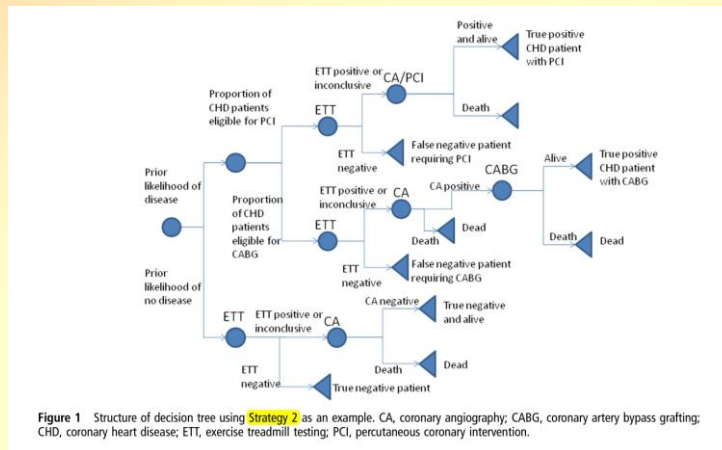 Positive
and alive
True positive
CHD patient
with PCI
ETT positive or
inconclusive
CA/PCI
Proportion of
CHD patients
eligible for PCI
ETT
Death
ETT
negative
False negative patient
requiring PCI
Prior
likelihood of
disease
Proportion
of CHD
patients
eligible for
CABG
ETT positive or
inconclusive
CA
CA positive
CABG
Alive
True positive
CHD patient
with CABG
ETT
Death
Dead
Death
Dead
ETT
negative
False negative patient
requiring CABG
Prior
likelihood of
no disease
ETT
ETT positive or
inconclusive
CA
CA negative
True negative
and alive
Death
Dead
ETT
negative
True negative patient
Figure 1 Structure of decision tree using Strategy 2 as an example. CA, coronary angiography; CABG, coronary artery bypass grafting;
CHD, coronary heart disease; ETT, exercise treadmill testing; PCI, percutaneous coronary intervention.